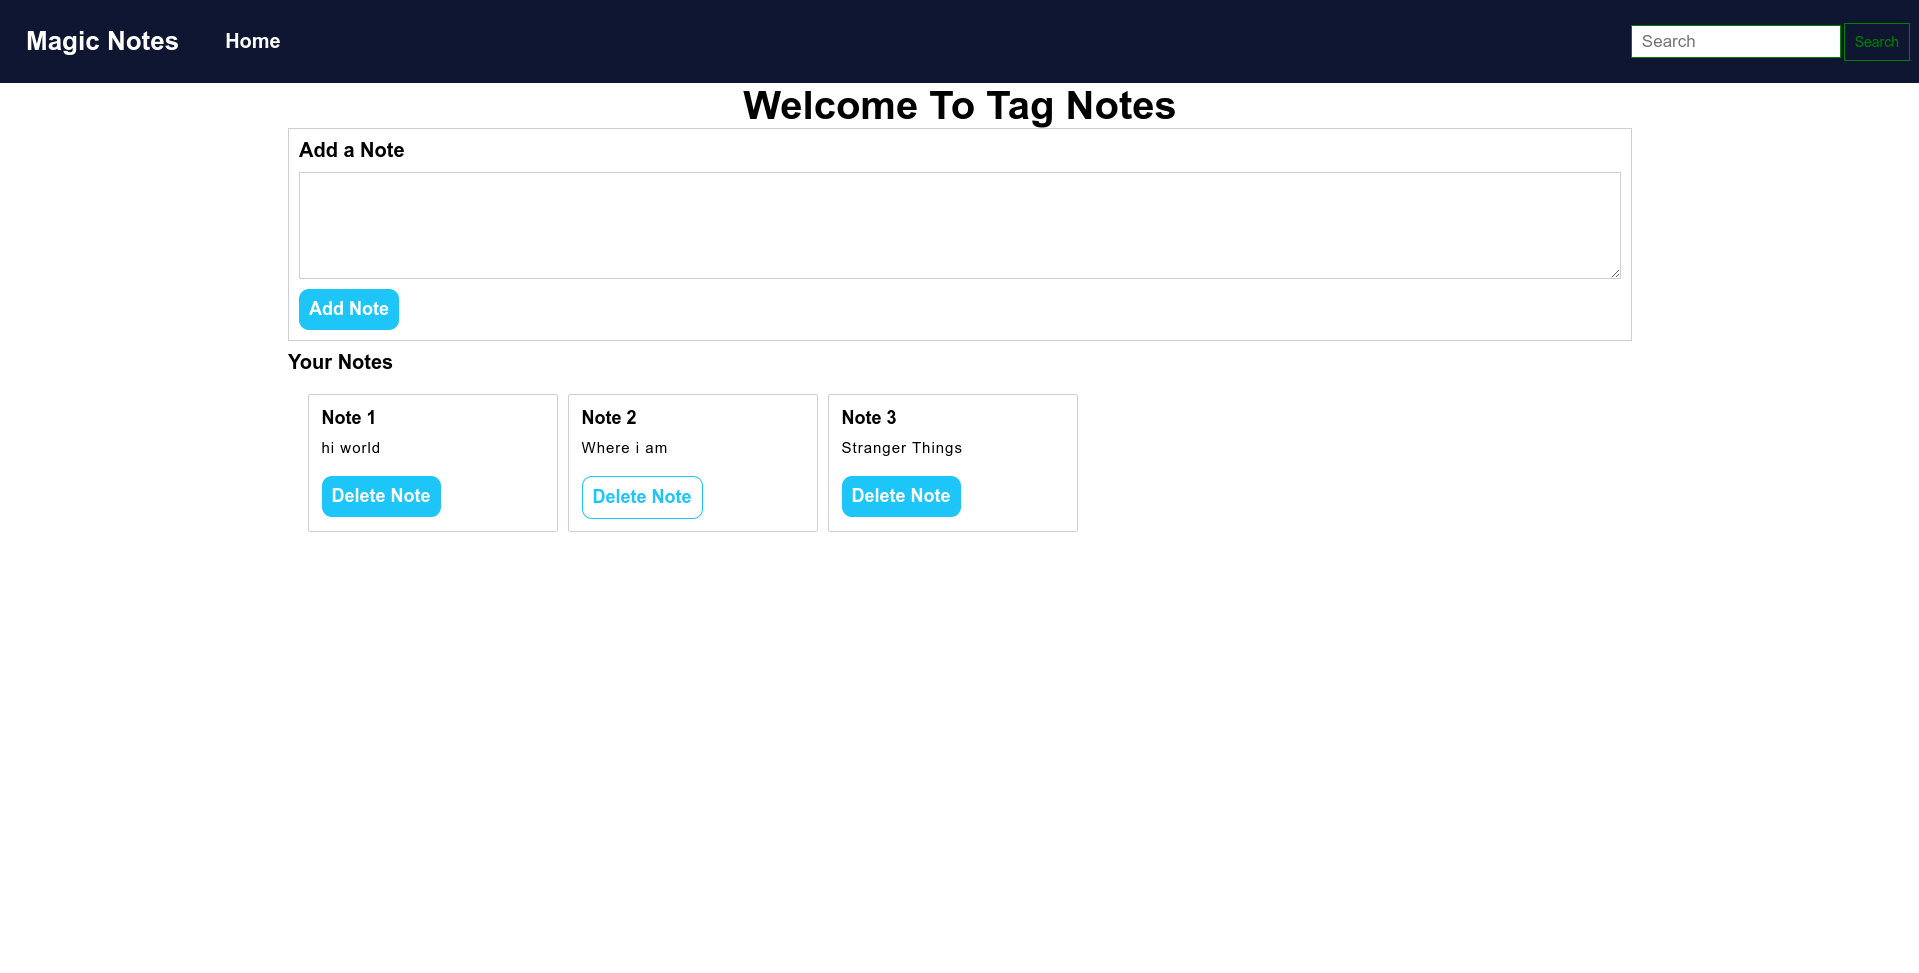 Magic Notes Home Search Search
Welcome To Tag Notes
Add a Note
Add Note
Your Notes
Note 1
hi world
Delete Note
Note 2
Where i am
Delete Note
Note 3
Stranger Things
Delete Note